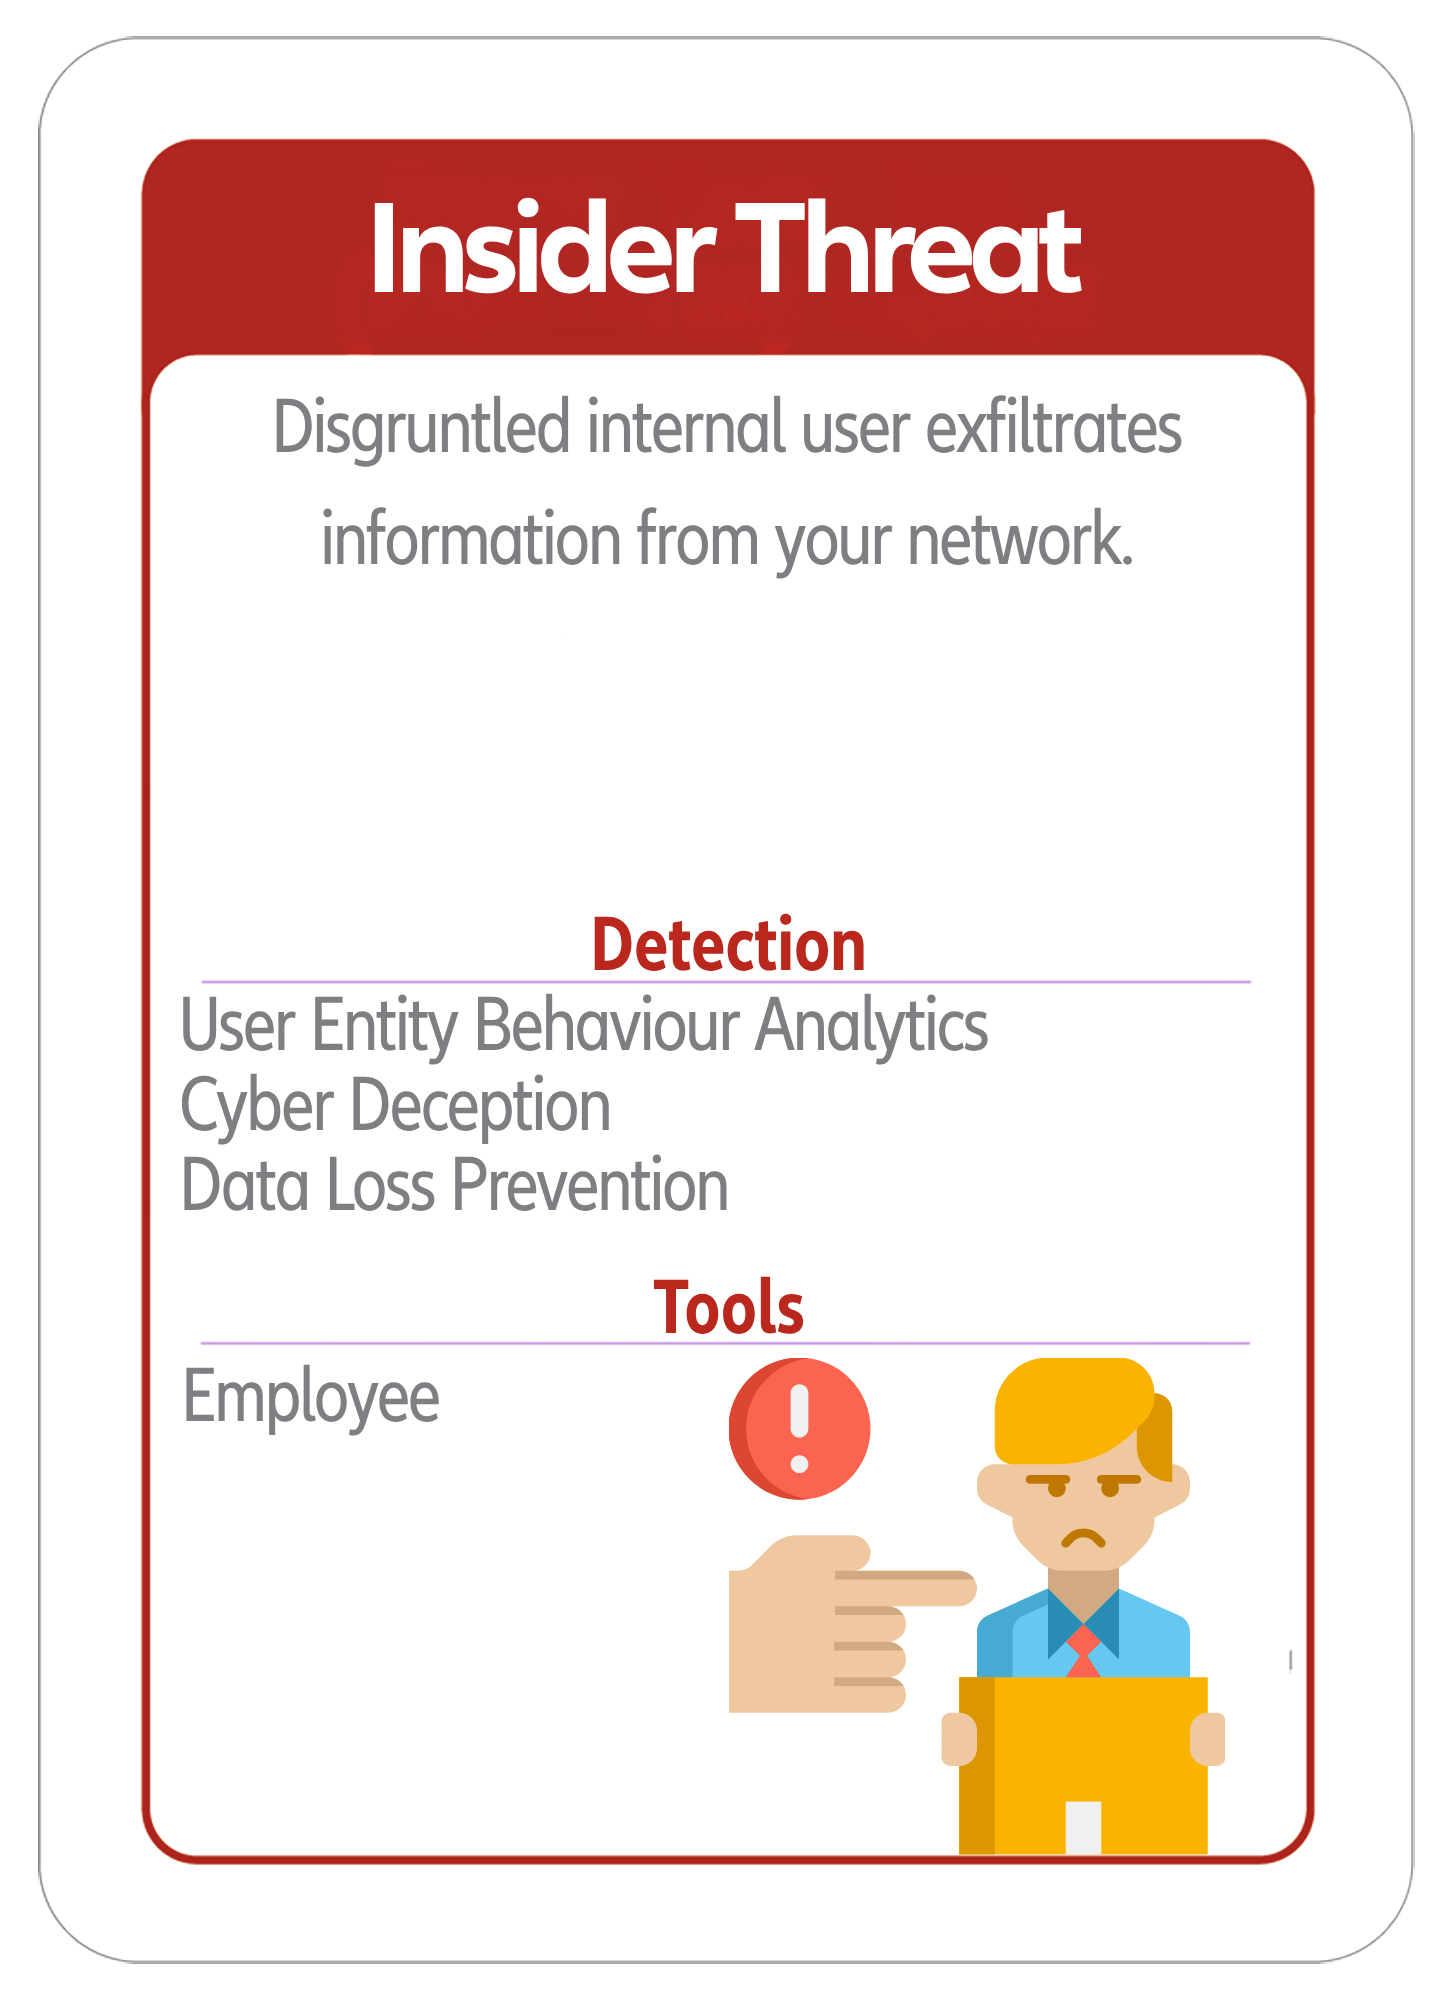 Insider Threat
Disgruntled internal user exfiltrates
information from your network.
Detection
User Entity Behaviour Analytics
Cyber Deception
Data Loss Prevention
Tools
Employee